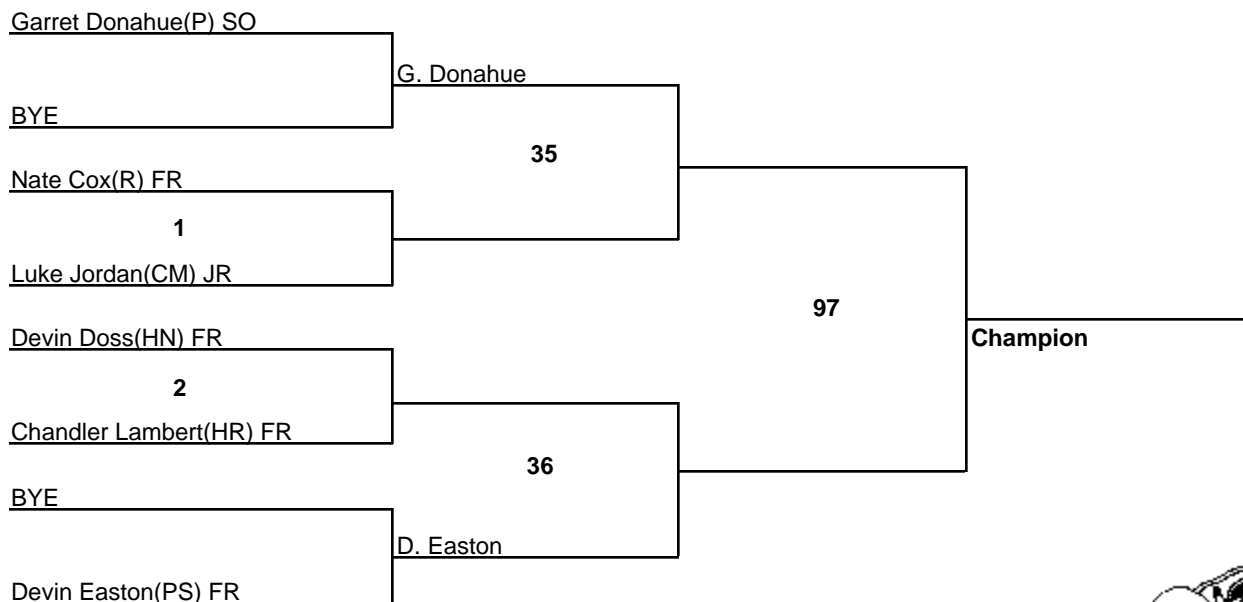 Garret Donahue(P) SO
G. Donahue
BYE
35
Nate Cox(R) FR
1
Luke Jordan(CM) JR
97
Devin Doss(HN) FR
Champion
2
Chandler Lambert(HR) FR
36
BYE
D. Easton
Devin Easton(PS) FR